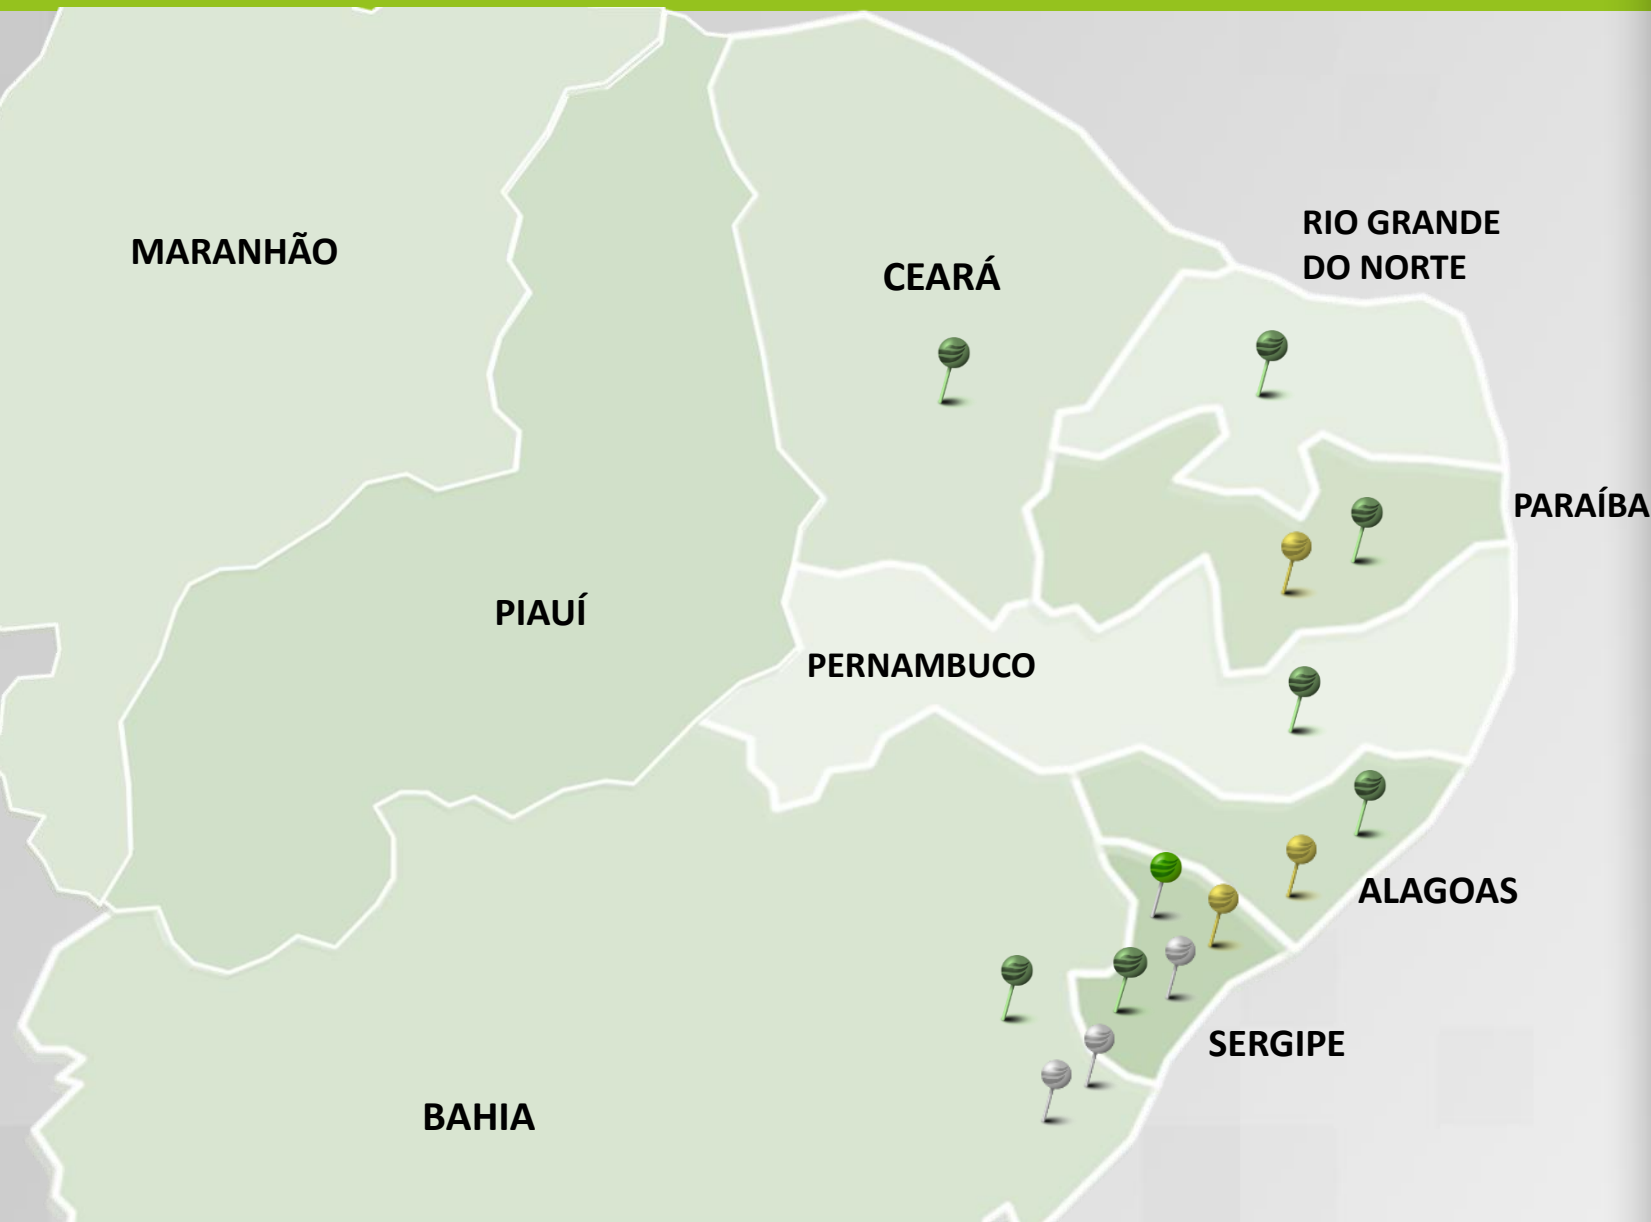 MARANHÃO
CEARÁ
RIO GRANDE
DO NORTE
PARAÍBA
PIAUÍ
PERNAMBUCO
ALAGOAS
SERGIPE
BAHIA